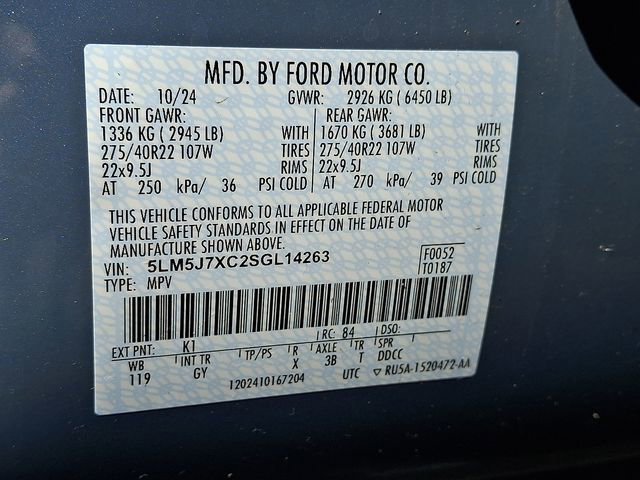 MFD. BY FORD MOTOR CO.
DATE: 10/24 GVWR: 2926 KG ( 6450 LB)
FRONT GAWR: REAR GAWR:
1336 KG ( 2945 LB) WITH 1670 KG ( 3681 LB) WITH
275/40R22 107W TIRES 275/40R22 107W TIRES
22x9.5J RIMS 22x9.5J RIMS
AT 250 kPa/ 36 PSI COLD AT 270 kPa/ 39 PSI COLD
THIS VEHICLE CONFORMS TO ALL APPLICABLE FEDERAL MOTOR
VEHICLE SAFETY STANDARDS IN EFFECT ON THE DATE OF
MANUFACTURE SHOWN ABOVE.
VIN: 5LM5J7XC2SGL14263 F0052
TYPE: MPV T0187
EXT PNT: K1 RC: 84 DSO:
WB INT TR TP/PS R AXLE TR SPR
119 GY X 3B T DDCC
1202410167204 UTC ▽ RU5A-1520472-AA